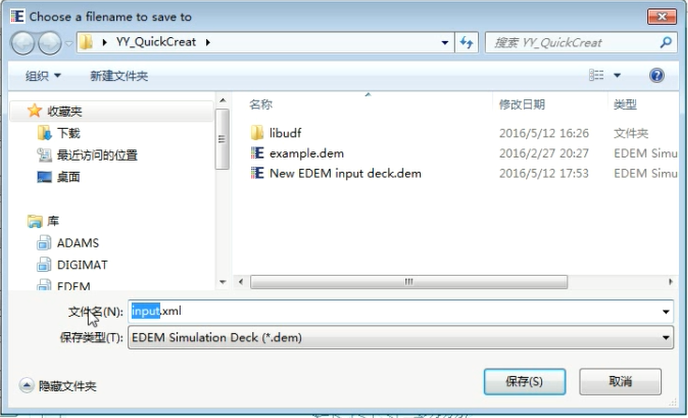 Choose a filename to save to
YY_QuickCreat
搜索 YY_QuickCreat
组织 新建文件夹
收藏夹
下载
最近访问的位置
桌面
库
ADAMS
DIGIMAT
EDEM
名称 修改日期 类型
libudf 2016/5/12 16:26 文件夹
example.dem 2016/2/27 20:27 EDEM Simu
New EDEM input deck.dem 2016/5/12 17:53 EDEM Simu
文件名(N): input.xml
保存类型(T): EDEM Simulation Deck (*.dem)
隐藏文件夹 保存(S) 取消